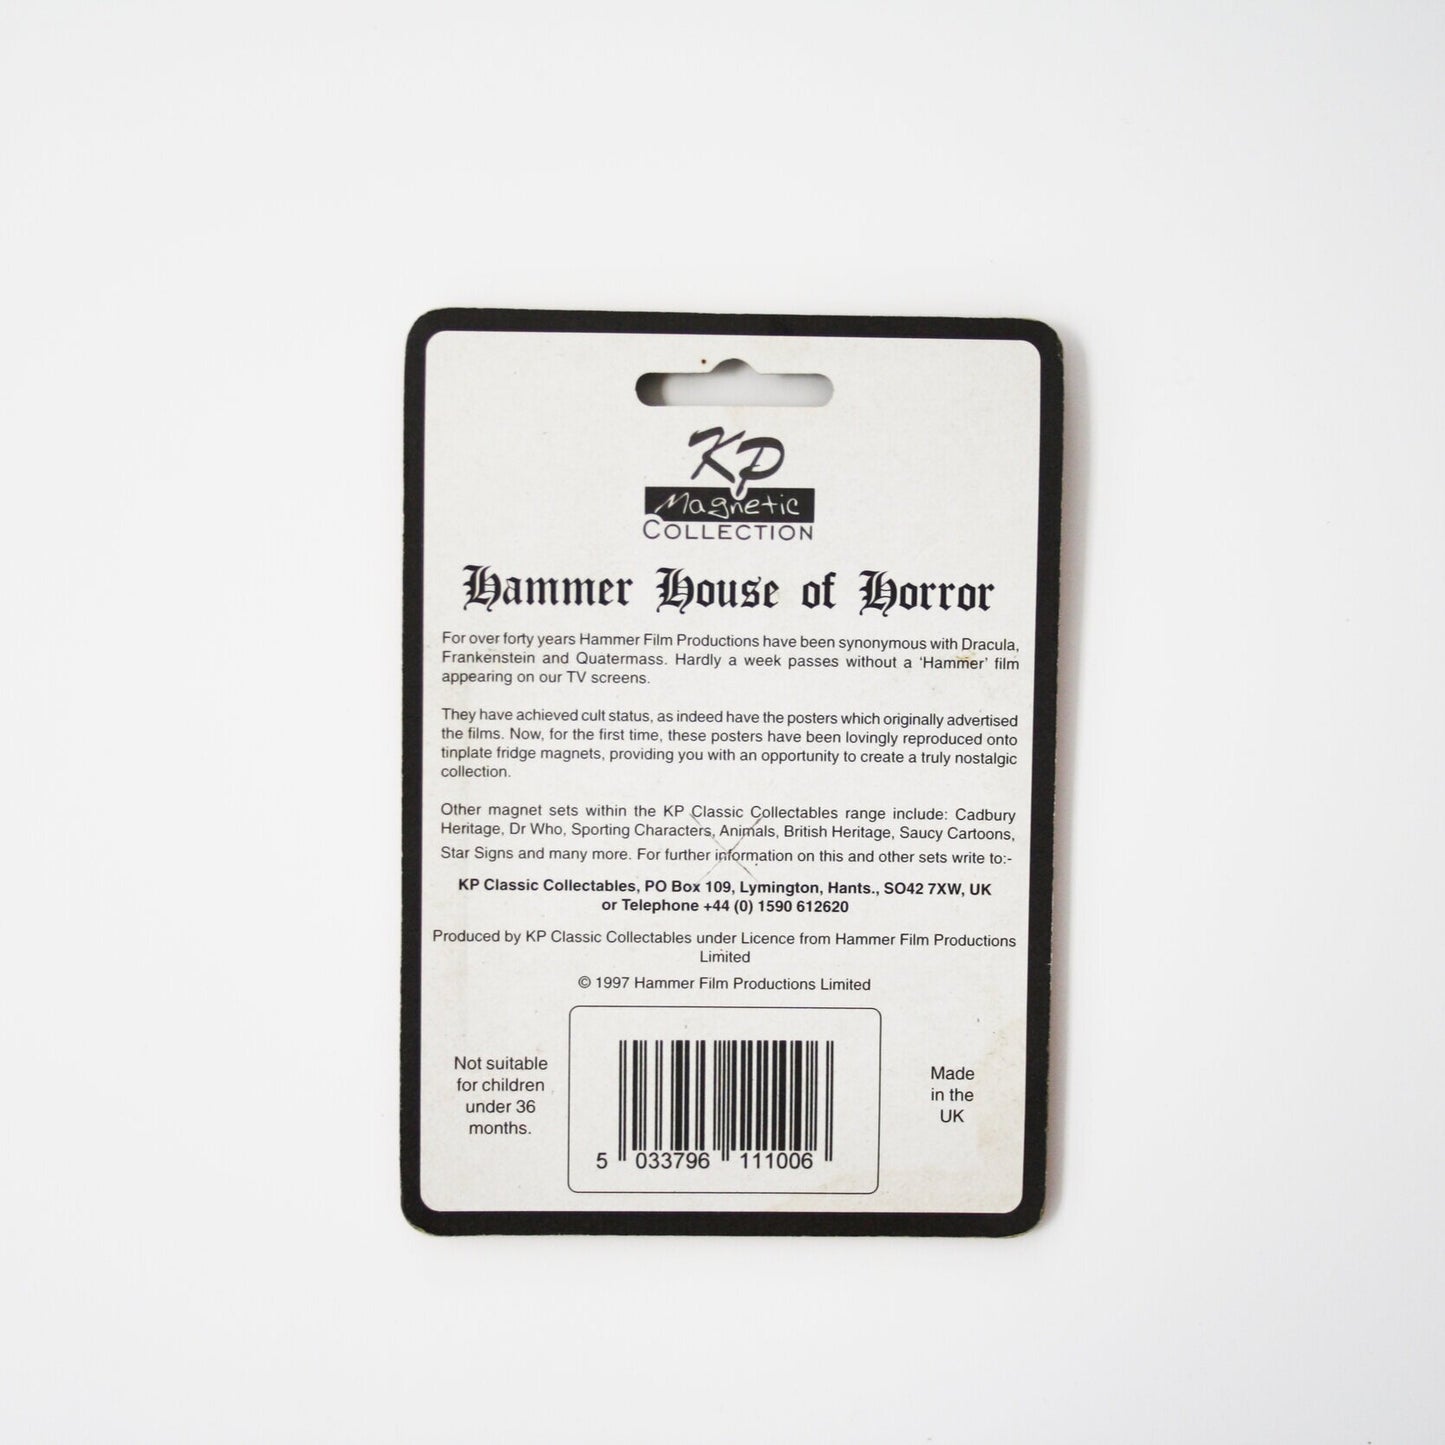 KP
Magnetic
COLLECTION
Hammer House of Horror
For over forty years Hammer Film Productions have been synonymous with Dracula,
Frankenstein and Quatermass. Hardly a week passes without a ‘Hammer’ film
appearing on our TV screens.
They have achieved cult status, as indeed have the posters which originally advertised
the films. Now, for the first time, these posters have been lovingly reproduced onto
tinplate fridge magnets, providing you with an opportunity to create a truly nostalgic
collection.
Other magnet sets within the KP Classic Collectables range include: Cadbury
Heritage, Dr Who, Sporting Characters, Animals, British Heritage, Saucy Cartoons,
Star Signs and many more. For further information on this and other sets write to:-
KP Classic Collectables, PO Box 109, Lymington, Hants., SO42 7XW, UK
or Telephone +44 (0) 1590 612620
Produced by KP Classic Collectables under Licence from Hammer Film Productions
Limited
© 1997 Hammer Film Productions Limited
Not suitable
for children
under 36
months.
5 033796 111006
Made
in the
UK